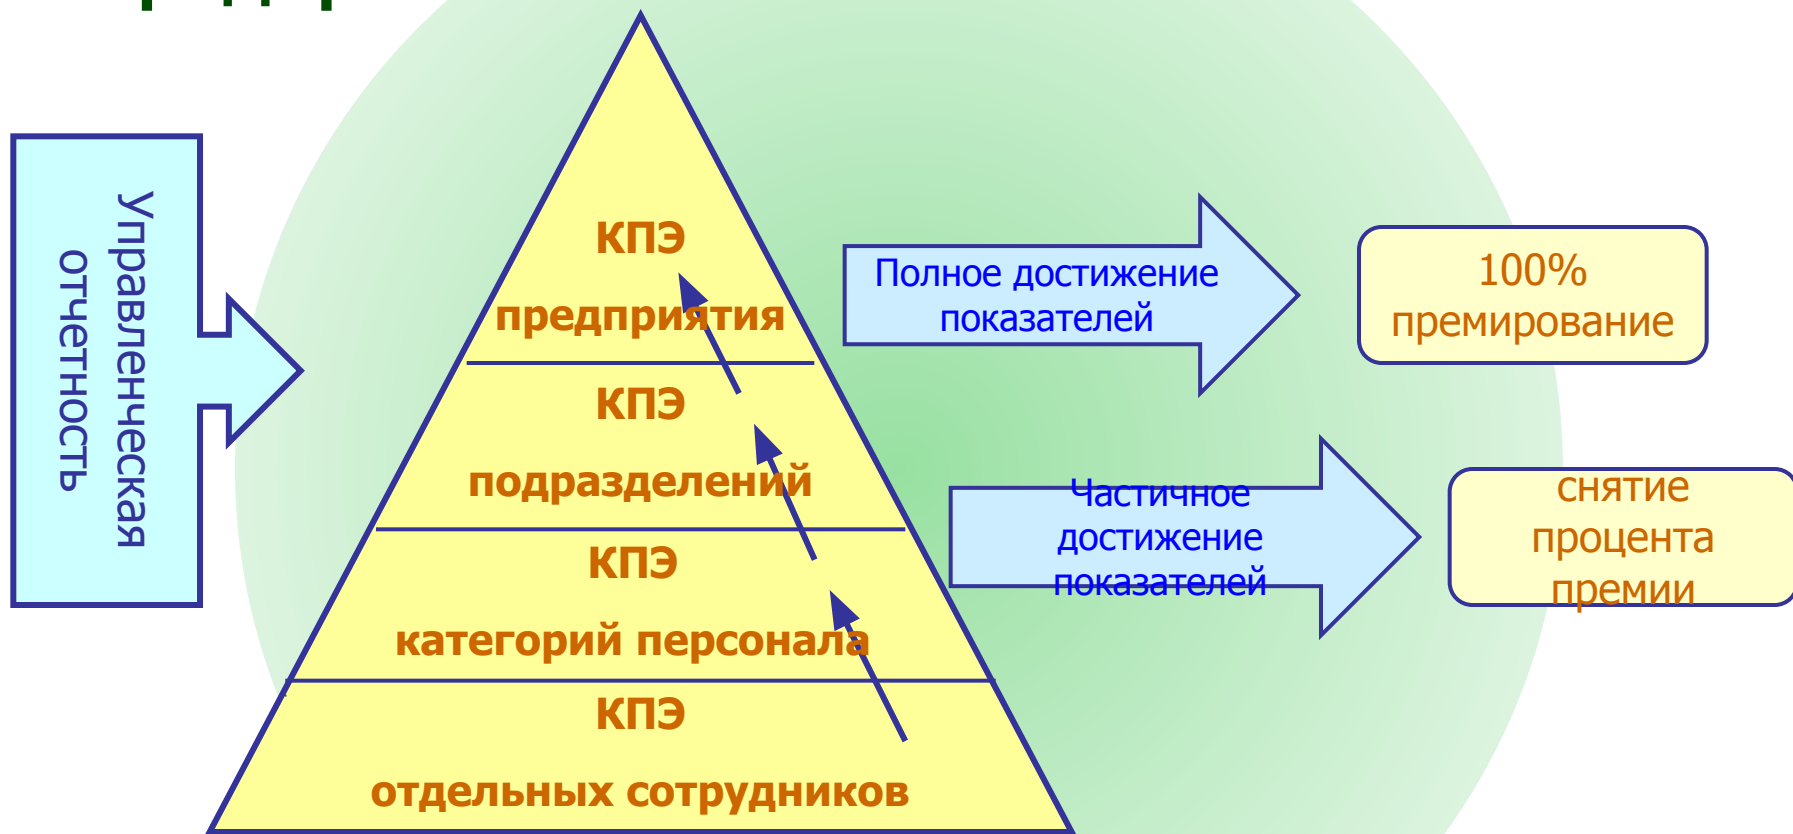 Управленческая
отчетность
КПЭ
предприятия
КПЭ
подразделений
КПЭ
категорий персонала
КПЭ
отдельных сотрудников
Полное достижение
показателей
100%
премирование
Частичное
достижение
показателей
снятие
процента
премии